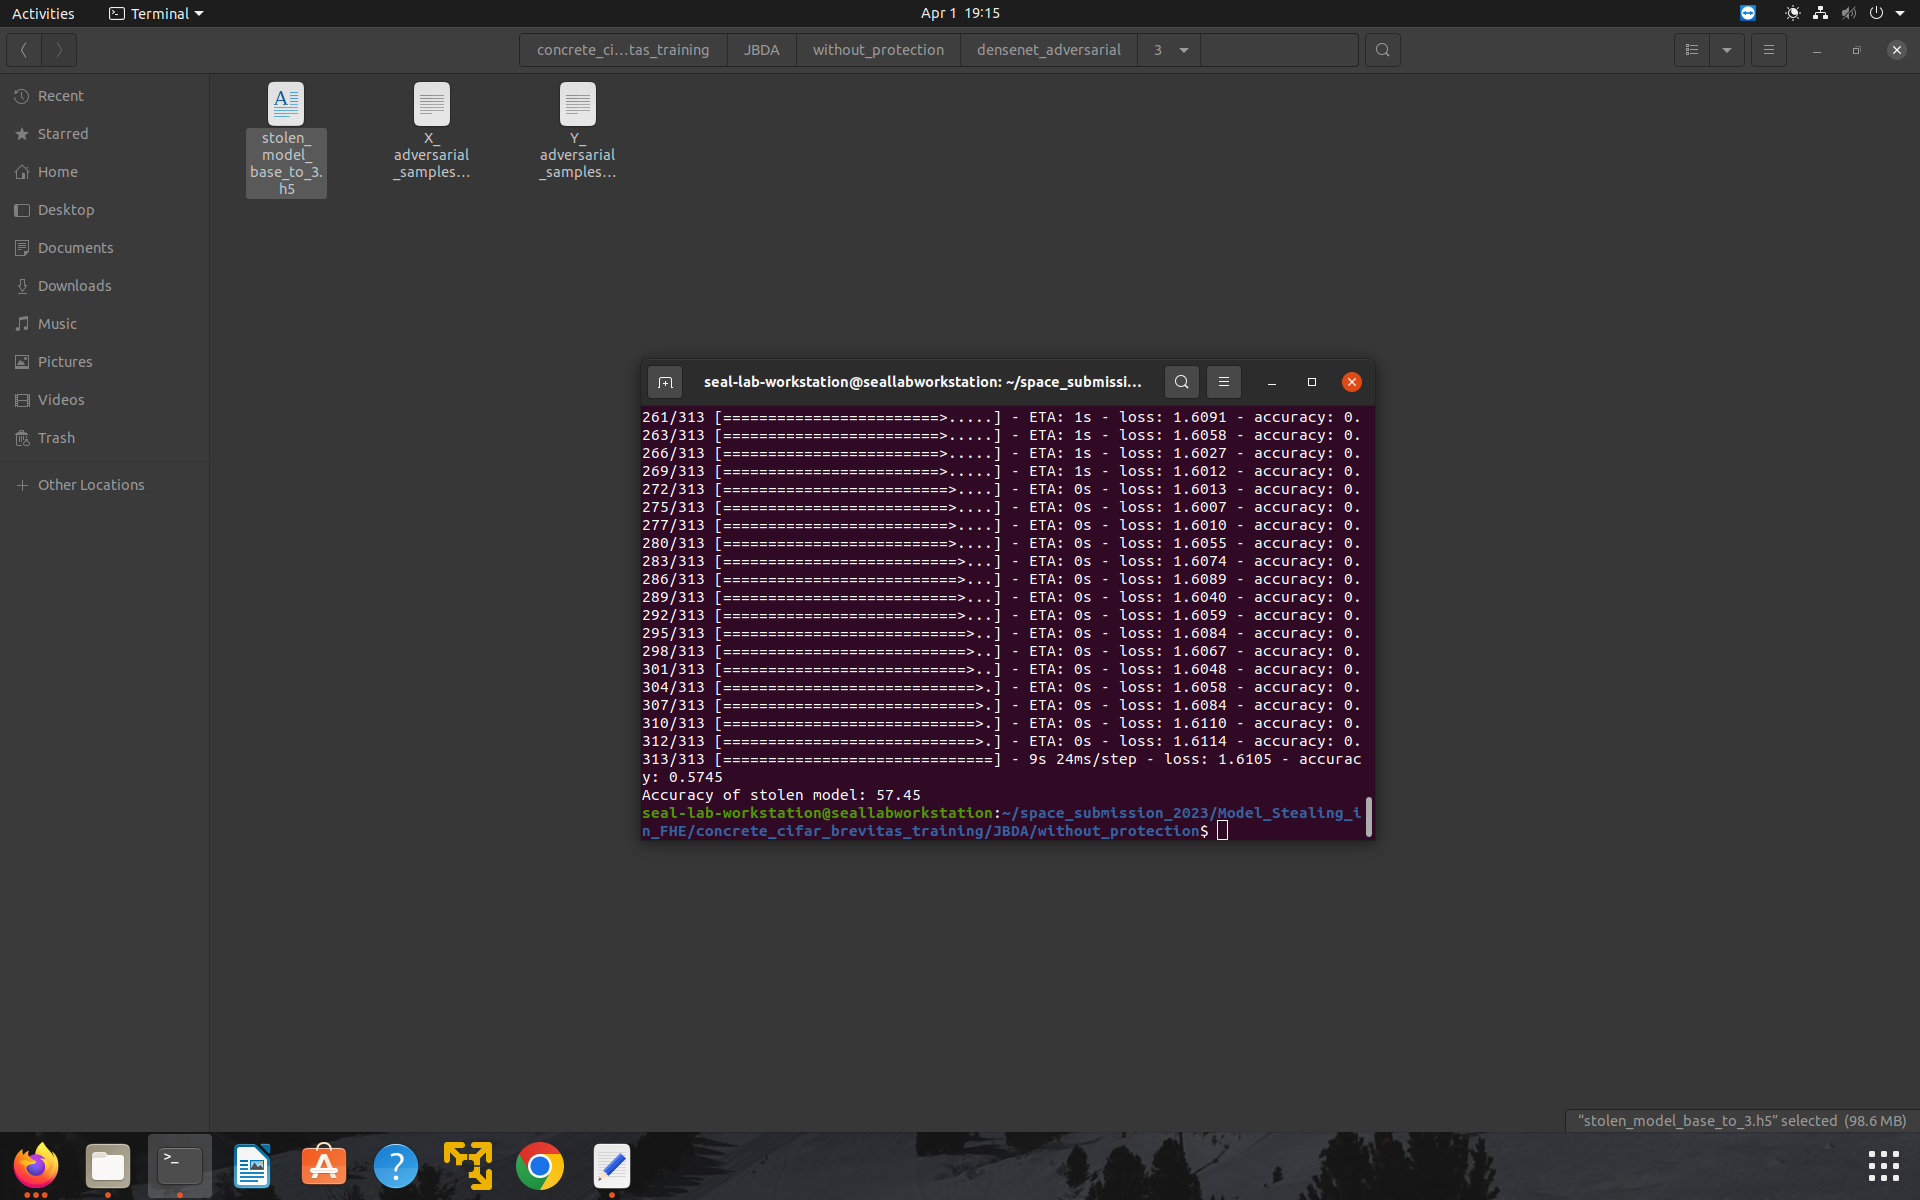 Activities
Terminal
Apr 1 19:15
concrete_ci...tas_training
JBDA
without_protection
densenet_adversarial
3
Recent
Starred
Home
Desktop
Documents
Downloads
Music
Pictures
Videos
Trash
Other Locations
stolen_
model_
base_to_3.
h5
X_
adversarial
_samples...
Y_
adversarial
_samples...
seal-lab-workstation@seallabworkstation: ~/space_submissi...
261/313 [========================>.....] - ETA: 1s - loss: 1.6091 - accuracy: 0.
263/313 [========================>.....] - ETA: 1s - loss: 1.6058 - accuracy: 0.
266/313 [========================>.....] - ETA: 1s - loss: 1.6027 - accuracy: 0.
269/313 [========================>.....] - ETA: 1s - loss: 1.6012 - accuracy: 0.
272/313 [=========================>....] - ETA: 0s - loss: 1.6013 - accuracy: 0.
275/313 [=========================>....] - ETA: 0s - loss: 1.6007 - accuracy: 0.
277/313 [=========================>....] - ETA: 0s - loss: 1.6010 - accuracy: 0.
280/313 [=========================>....] - ETA: 0s - loss: 1.6055 - accuracy: 0.
283/313 [==========================>...] - ETA: 0s - loss: 1.6074 - accuracy: 0.
286/313 [==========================>...] - ETA: 0s - loss: 1.6089 - accuracy: 0.
289/313 [==========================>...] - ETA: 0s - loss: 1.6040 - accuracy: 0.
292/313 [==========================>...] - ETA: 0s - loss: 1.6059 - accuracy: 0.
295/313 [===========================>..] - ETA: 0s - loss: 1.6084 - accuracy: 0.
298/313 [===========================>..] - ETA: 0s - loss: 1.6067 - accuracy: 0.
301/313 [===========================>..] - ETA: 0s - loss: 1.6048 - accuracy: 0.
304/313 [============================>.] - ETA: 0s - loss: 1.6058 - accuracy: 0.
307/313 [============================>.] - ETA: 0s - loss: 1.6084 - accuracy: 0.
310/313 [============================>.] - ETA: 0s - loss: 1.6110 - accuracy: 0.
312/313 [============================>.] - ETA: 0s - loss: 1.6114 - accuracy: 0.
313/313 [==============================] - 9s 24ms/step - loss: 1.6105 - accurac
y: 0.5745
Accuracy of stolen model: 57.45
seal-lab-workstation@seallabworkstation:~/space_submission_2023/Model_Stealing_i
n_FHE/concrete_cifar_brevitas_training/JBDA/without_protection$
"stolen_model_base_to_3.h5" selected (98.6 MB)